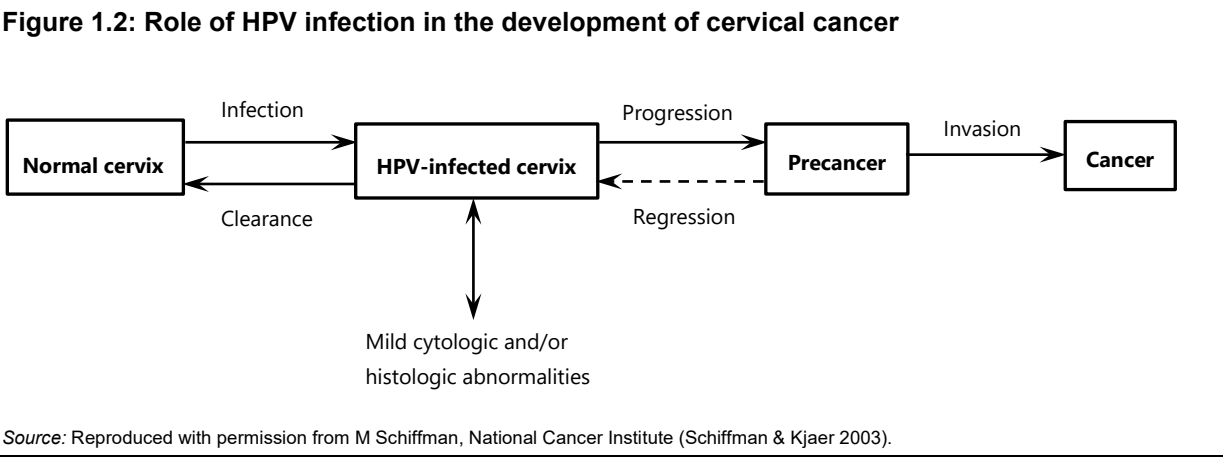 Figure 1.2: Role of HPV infection in the development of cervical cancer
Infection
Progression
Invasion
Normal cervix
HPV-infected cervix
Precancer
Cancer
Clearance
Regression
Mild cytologic and/or
histologic abnormalities
Source: Reproduced with permission from M Schiffman, National Cancer Institute (Schiffman & Kjaer 2003).